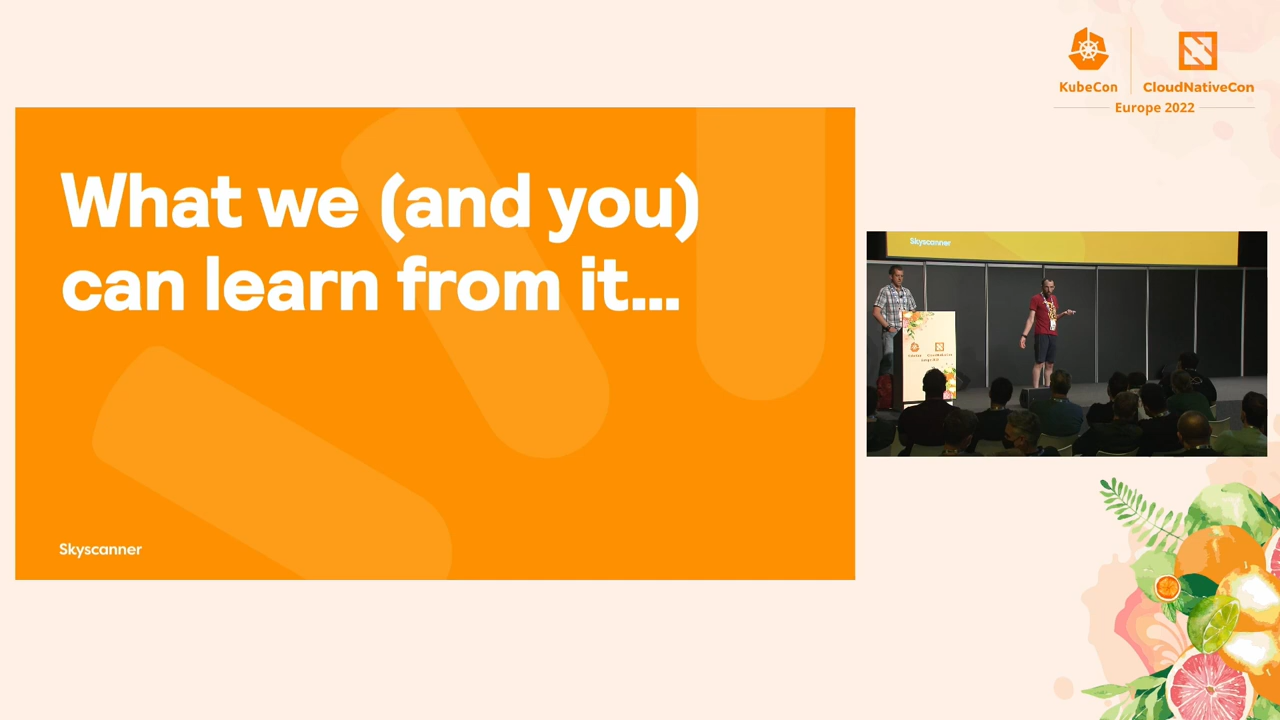 KubeCon
CloudNativeCon
Europe 2022
What we (and you)
can learn from it...
Skyscanner
Skyscanner